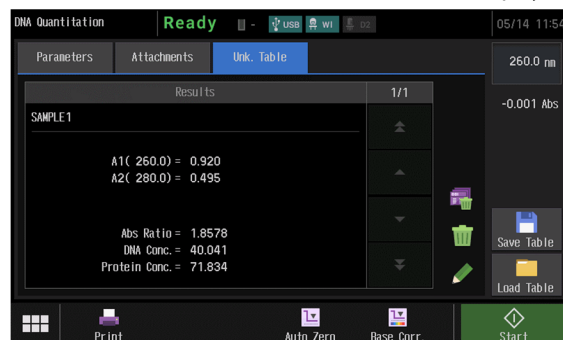 DNA Quantitation
Ready
-
USB
WI
D2
05/14 11:54
Parameters
Attachments
Unk. Table
260.0 nm
Results
1/1
-0.001 Abs
SAMPLE1
A1( 260.0)= 0.920
A2( 280.0)= 0.495
Abs Ratio = 1.8578
DNA Conc. = 40.041
Protein Conc. = 71.834
Save Table
Load Table
Print
Auto Zero
Base Corr.
Start